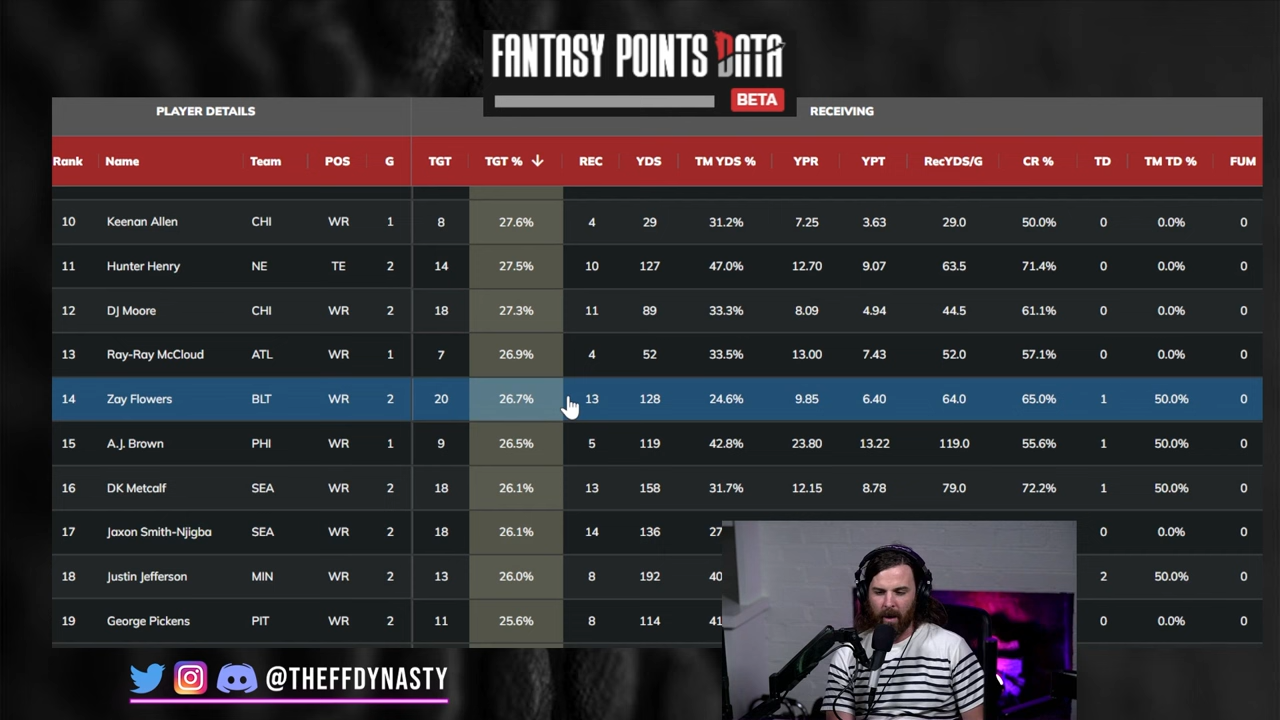 FANTASY POINTS DATA
BETA
PLAYER DETAILS RECEIVING
Rank Name Team POS G TGT TGT % REC YDS TM YDS % YPR YPT RecYDS/G CR % TD TM TD % FUM
10 Keenan Allen CHI WR 1 8 27.6% 4 29 31.2% 7.25 3.63 29.0 50.0% 0 0.0% 0
11 Hunter Henry NE TE 2 14 27.5% 10 127 47.0% 12.70 9.07 63.5 71.4% 0 0.0% 0
12 DJ Moore CHI WR 2 18 27.3% 11 89 33.3% 8.09 4.94 44.5 61.1% 0 0.0% 0
13 Ray-Ray McCloud ATL WR 1 7 26.9% 4 52 33.5% 13.00 7.43 52.0 57.1% 0 0.0% 0
14 Zay Flowers BLT WR 2 20 26.7% 13 128 24.6% 9.85 6.40 64.0 65.0% 1 50.0% 0
15 A.J. Brown PHI WR 1 9 26.5% 5 119 42.8% 23.80 13.22 119.0 55.6% 1 50.0% 0
16 DK Metcalf SEA WR 2 18 26.1% 13 158 31.7% 12.15 8.78 79.0 72.2% 1 50.0% 0
17 Jaxon Smith-Njigba SEA WR 2 18 26.1% 14 136 27 0 0.0% 0
18 Justin Jefferson MIN WR 2 13 26.0% 8 192 40 2 50.0% 0
19 George Pickens PIT WR 2 11 25.6% 8 114 41 0 0.0% 0
@THEFFDYNASTY